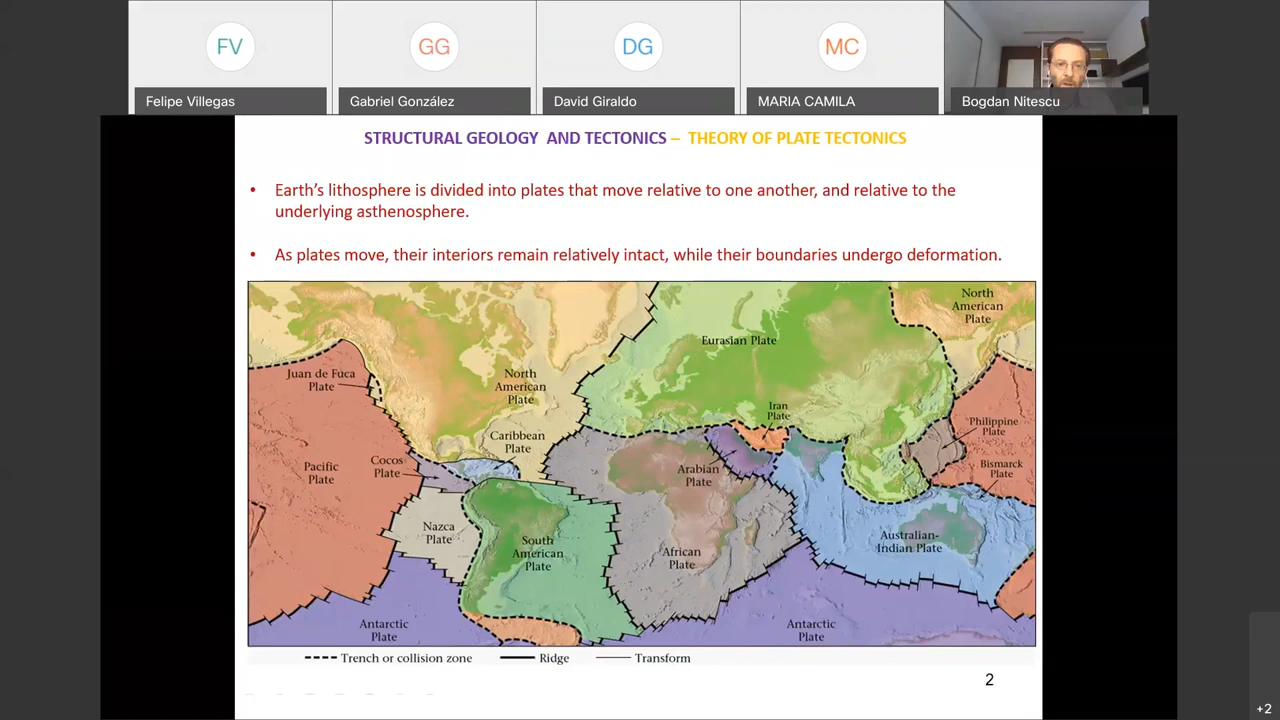 FV
GG
DG
MC
Felipe Villegas
Gabriel González
David Giraldo
MARIA CAMILA
Bogdan Nitescu
STRUCTURAL GEOLOGY AND TECTONICS – THEORY OF PLATE TECTONICS
• Earth's lithosphere is divided into plates that move relative to one another, and relative to the
underlying asthenosphere.
• As plates move, their interiors remain relatively intact, while their boundaries undergo deformation.
North
American
Plate
Eurasian Plate
Juan de Fuca
Plate
North
American
Plate
Iran
Plate
Caribbean
Plate
Philippine
Plate
Cocos
Plate
Pacific
Plate
Arabian
Plate
Bismarck
Plate
Nazca
Plate
South
American
Plate
African
Plate
Australian-
Indian Plate
Antarctic
Plate
Antarctic
Plate
Trench or collision zone
Ridge
Transform
2
+2